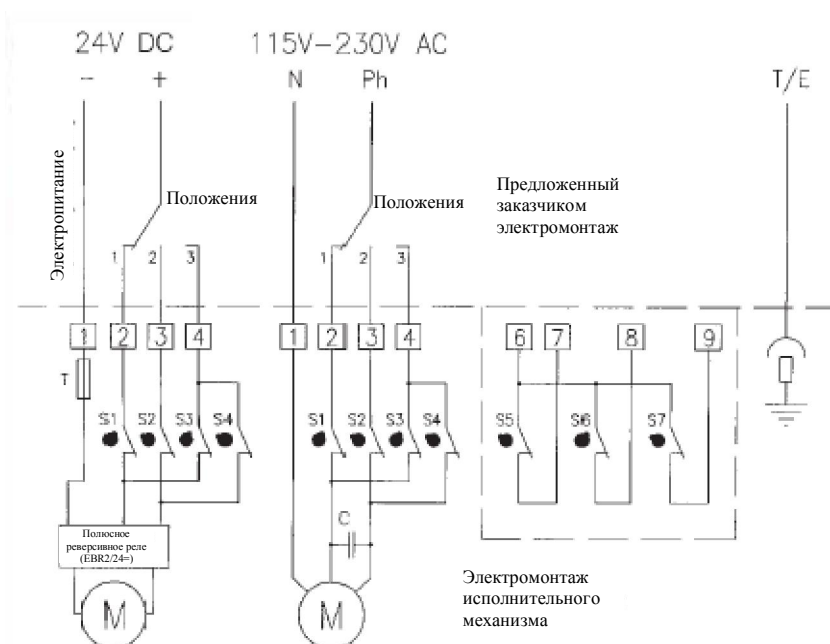 24V DC
115V–230V AC
– +
N Ph
T/E
Электропитание
Положения
Положения
Предложенный
заказчиком
электромонтаж
1 2 3
1 2 3
1 2 3 4
1 2 3 4
6 7 8 9
T
S1 S2 S3 S4
S1 S2 S3 S4
S5 S6 S7
C
Полюсное
реверсивное реле
(EBR2/24=)
M
M
Электромонтаж
исполнительного
механизма